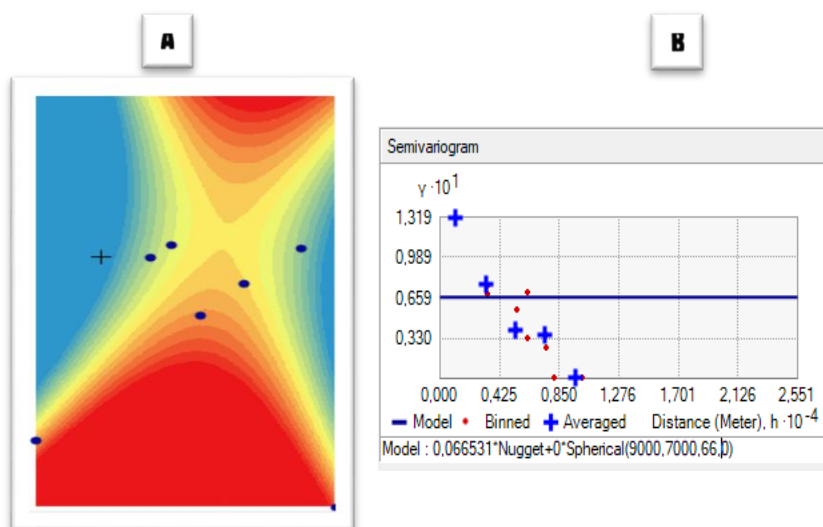 A
B
Semivariogram
γ·10¹
1,319
0,989
0,659
0,330
0,000 0,425 0,850 1,276 1,701 2,126 2,551
Model Binned Averaged Distance (Meter), h·10⁻⁴
Model : 0,066531*Nugget+0*Spherical(9000,7000,66,0)